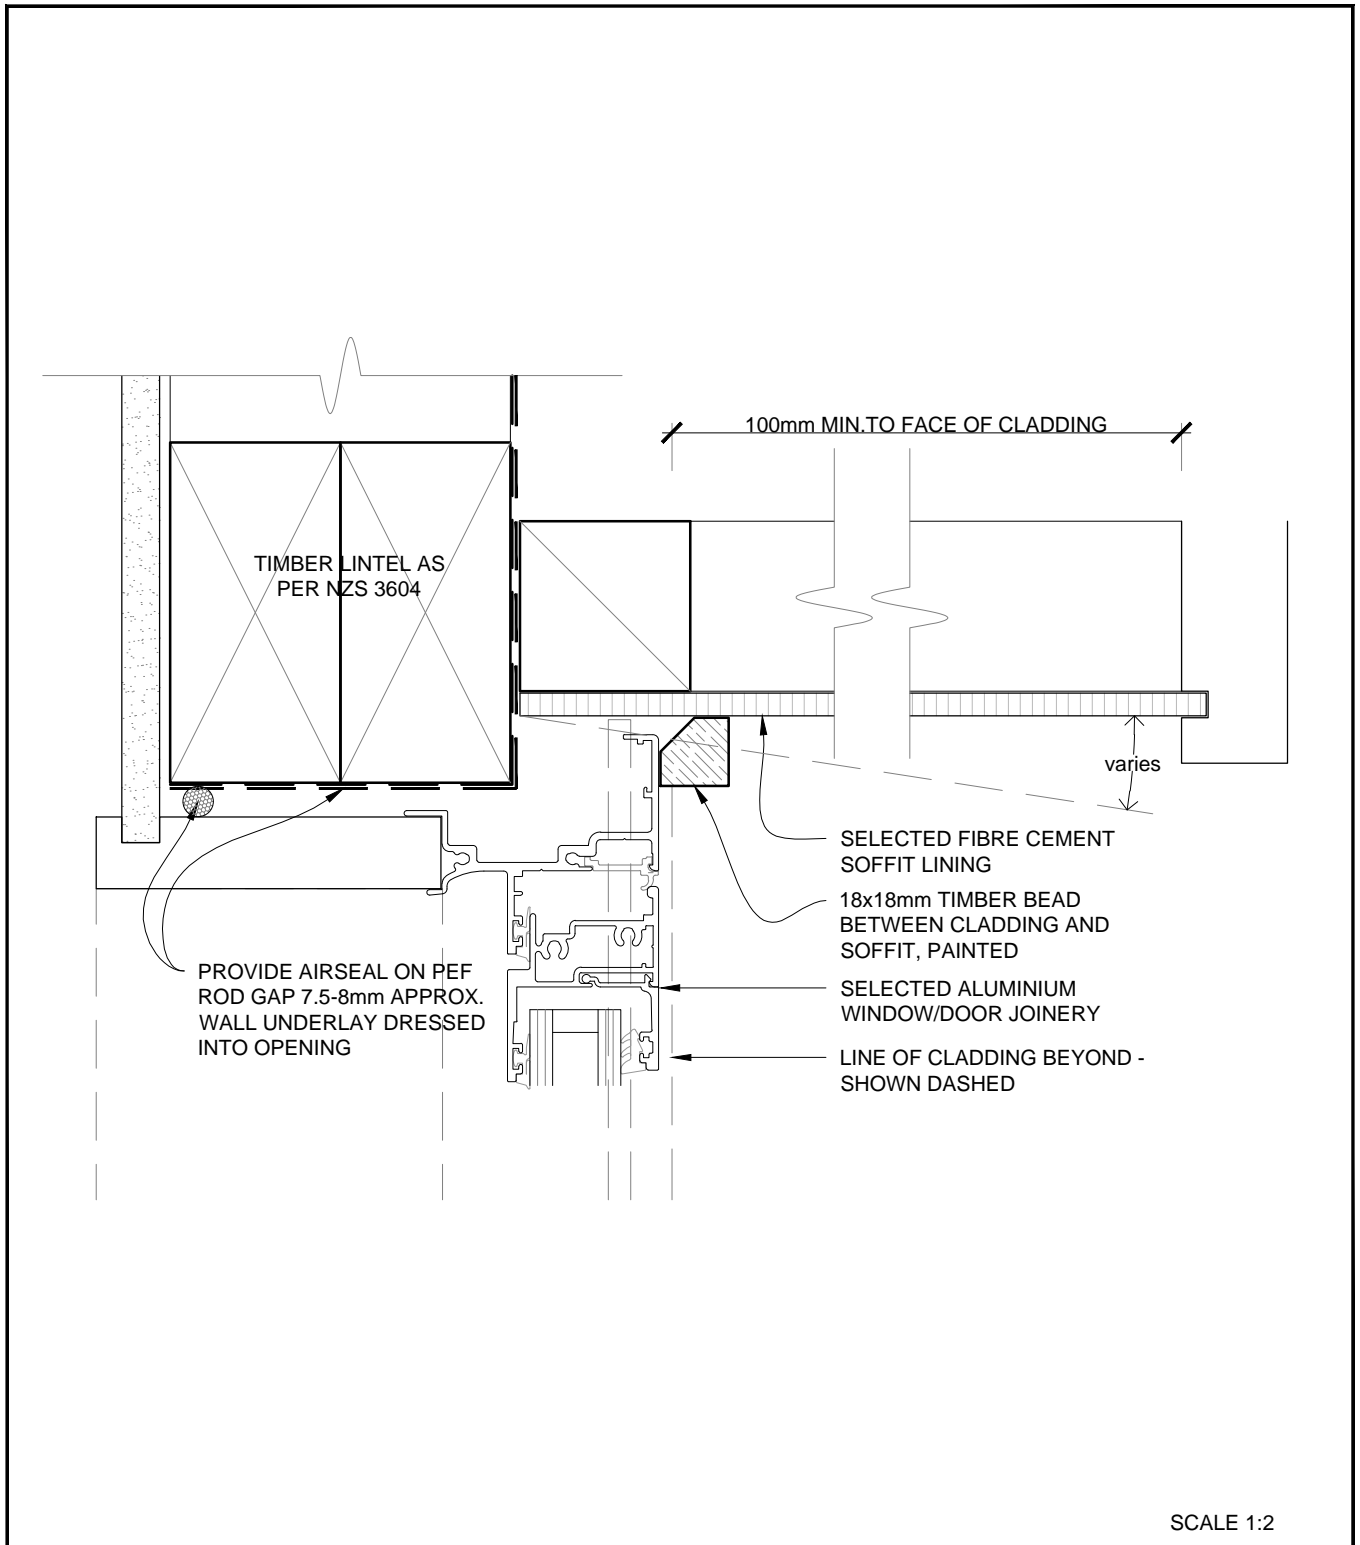 100mm MIN.TO FACE OF CLADDING
TIMBER LINTEL AS
PER NZS 3604
varies
SELECTED FIBRE CEMENT
SOFFIT LINING
18x18mm TIMBER BEAD
BETWEEN CLADDING AND
SOFFIT, PAINTED
PROVIDE AIRSEAL ON PEF
ROD GAP 7.5-8mm APPROX.
WALL UNDERLAY DRESSED
INTO OPENING
SELECTED ALUMINIUM
WINDOW/DOOR JOINERY
LINE OF CLADDING BEYOND -
SHOWN DASHED
SCALE 1:2